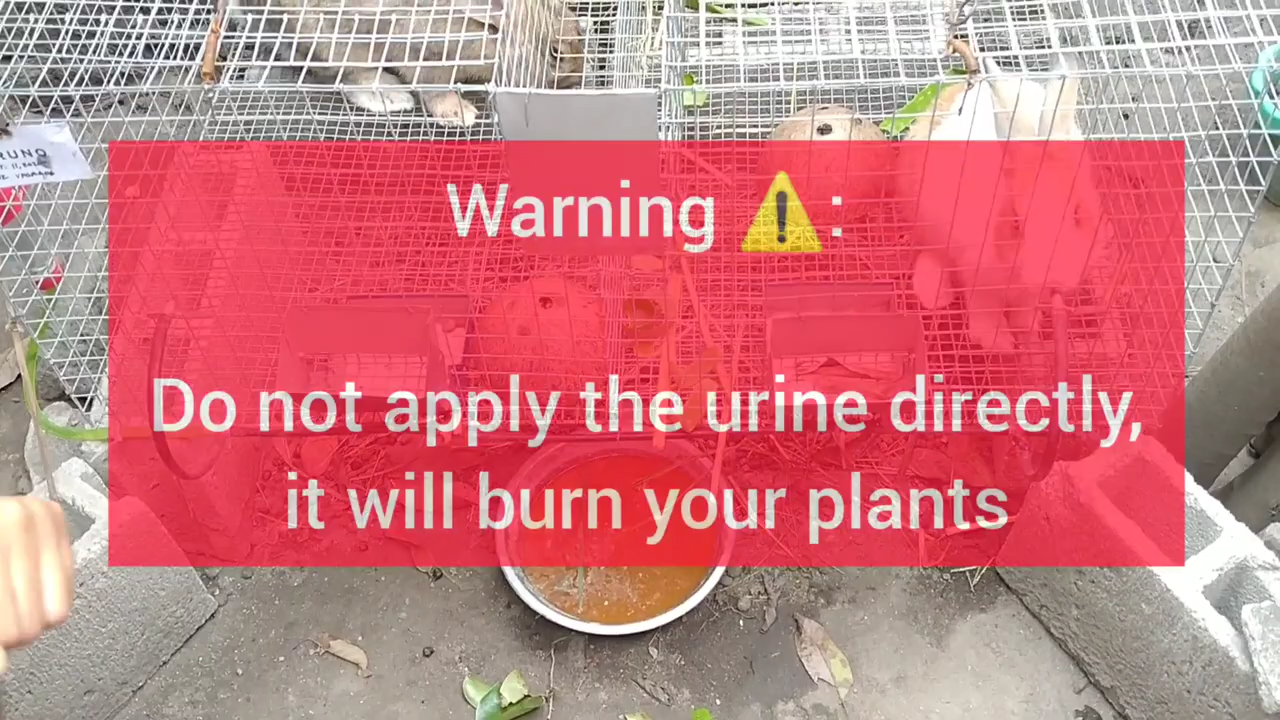 Warning ⚠️:
Do not apply the urine directly,
it will burn your plants